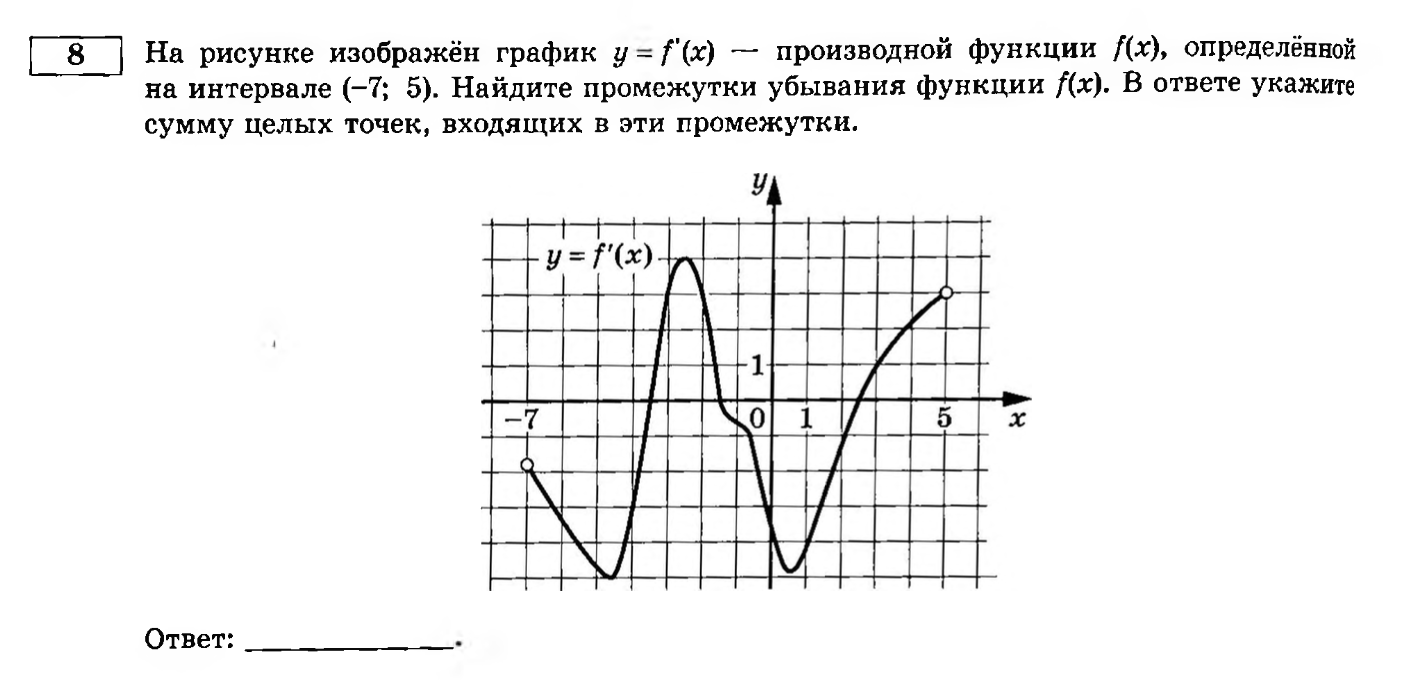 8 На рисунке изображён график y = f'(x) — производной функции f(x), определённой
на интервале (−7; 5). Найдите промежутки убывания функции f(x). В ответе укажите
сумму целых точек, входящих в эти промежутки.
y
y = f'(x)
1
−7 0 1 5 x
Ответ: ______________.